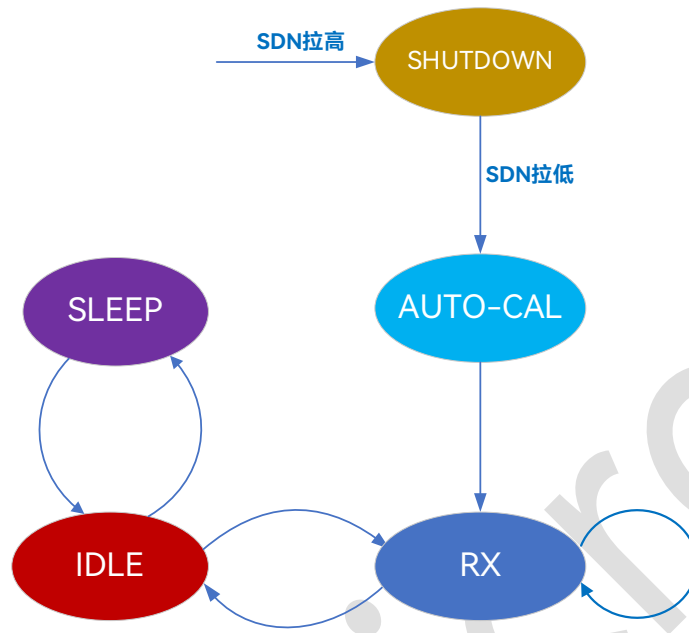 SDN拉高
SHUTDOWN
SDN拉低
SLEEP
AUTO-CAL
IDLE
RX